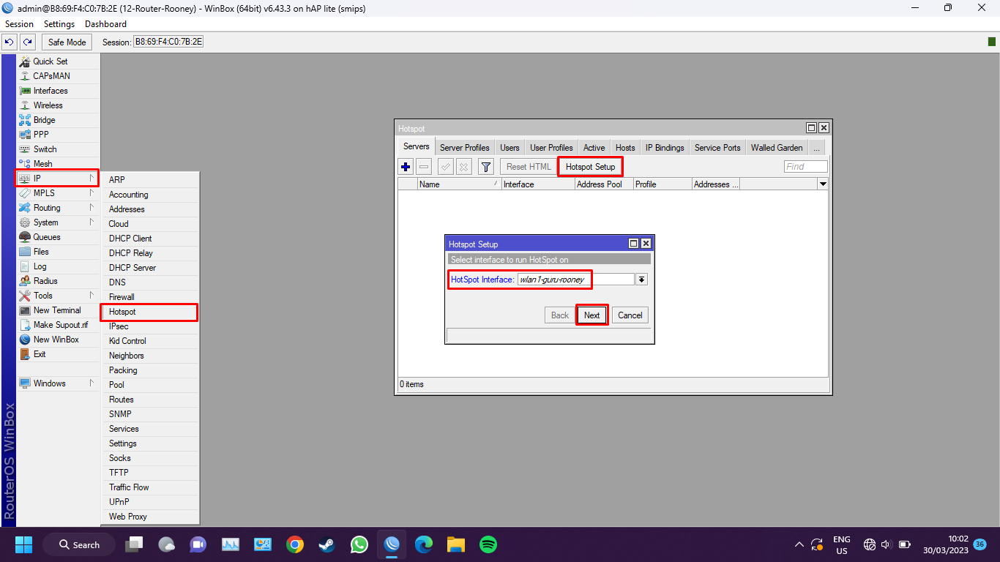 admin@B8:69:F4:C0:7B:2E (12-Router-Rooney) - WinBox (64bit) v6.43.3 on hAP lite (smips)
Session Settings Dashboard
Safe Mode Session: B8:69:F4:C0:7B:2E
Quick Set
CAPsMAN
Interfaces
Wireless
Bridge
PPP
Switch
Mesh
IP
MPLS
Routing
System
Queues
Files
Log
Radius
Tools
New Terminal
Make Supout.rif
New WinBox
Exit
Windows
RouterOS WinBox
ARP
Accounting
Addresses
Cloud
DHCP Client
DHCP Relay
DHCP Server
DNS
Firewall
Hotspot
IPsec
Kid Control
Neighbors
Packing
Pool
Routes
SNMP
Services
Settings
Socks
TFTP
Traffic Flow
UPnP
Web Proxy
Hotspot
Servers Server Profiles Users User Profiles Active Hosts IP Bindings Service Ports Walled Garden ...
Reset HTML Hotspot Setup Find
Name Interface Address Pool Profile Addresses ...
Hotspot Setup
Select interface to run HotSpot on
HotSpot Interface: wlan1-guru-rooney
Back Next Cancel
0 items
Search
ENG
US
10:02
30/03/2023
36